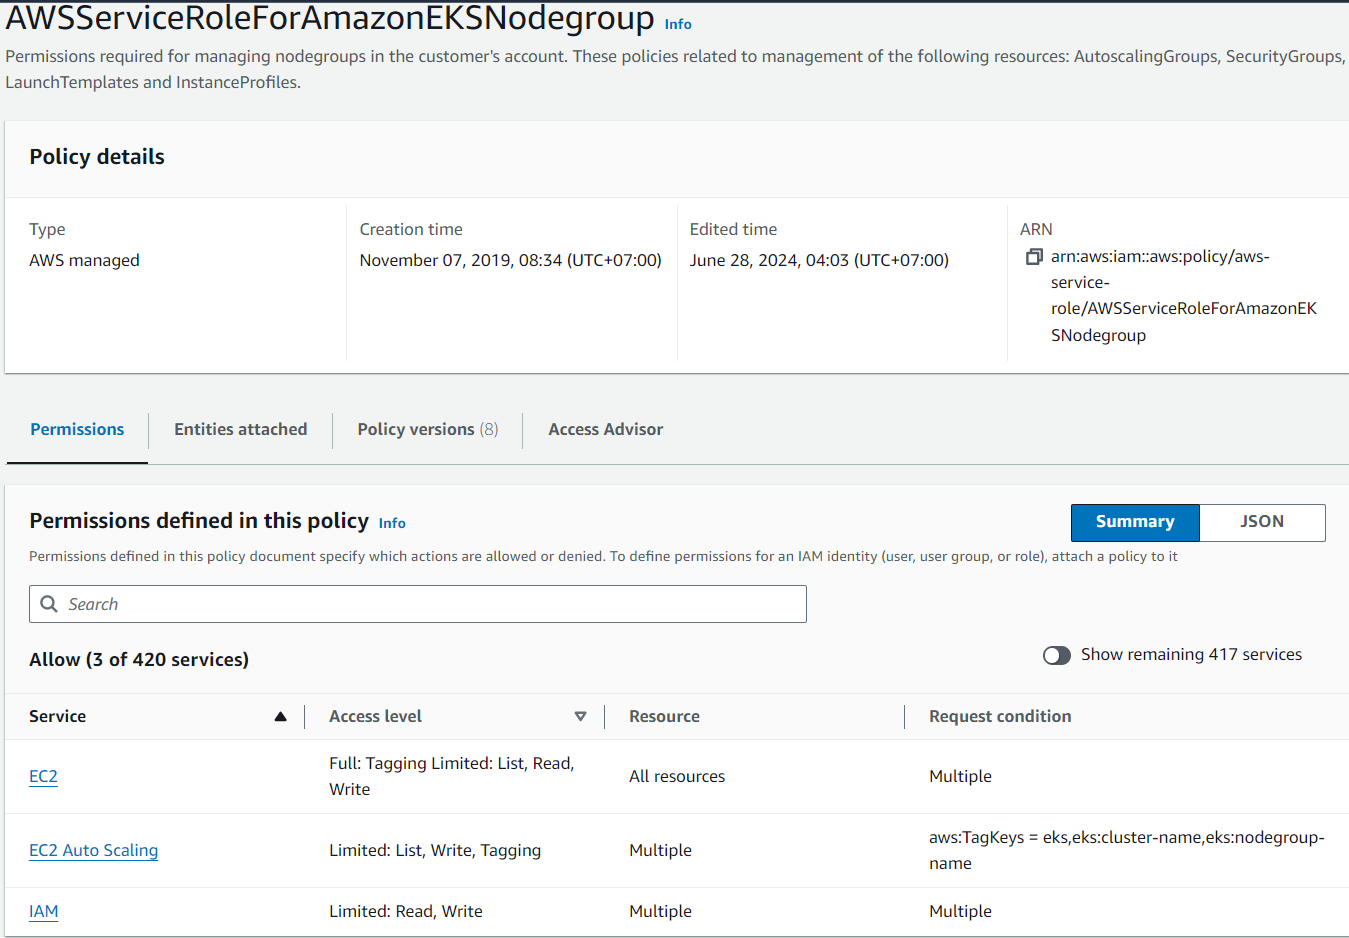 AWSServiceRoleForAmazonEKSNodegroup Info
Permissions required for managing nodegroups in the customer's account. These policies related to management of the following resources: AutoscalingGroups, SecurityGroups,
LaunchTemplates and InstanceProfiles.
Policy details
Type
AWS managed
Creation time
November 07, 2019, 08:34 (UTC+07:00)
Edited time
June 28, 2024, 04:03 (UTC+07:00)
ARN
arn:aws:iam::aws:policy/aws-
service-
role/AWSServiceRoleForAmazonEK
SNodegroup
Permissions Entities attached Policy versions (8) Access Advisor
Permissions defined in this policy Info
Summary JSON
Permissions defined in this policy document specify which actions are allowed or denied. To define permissions for an IAM identity (user, user group, or role), attach a policy to it
Search
Allow (3 of 420 services)
Show remaining 417 services
Service Access level Resource Request condition
EC2
Full: Tagging Limited: List, Read,
Write
All resources
Multiple
EC2 Auto Scaling
Limited: List, Write, Tagging
Multiple
aws:TagKeys = eks,eks:cluster-name,eks:nodegroup-
name
IAM
Limited: Read, Write
Multiple
Multiple